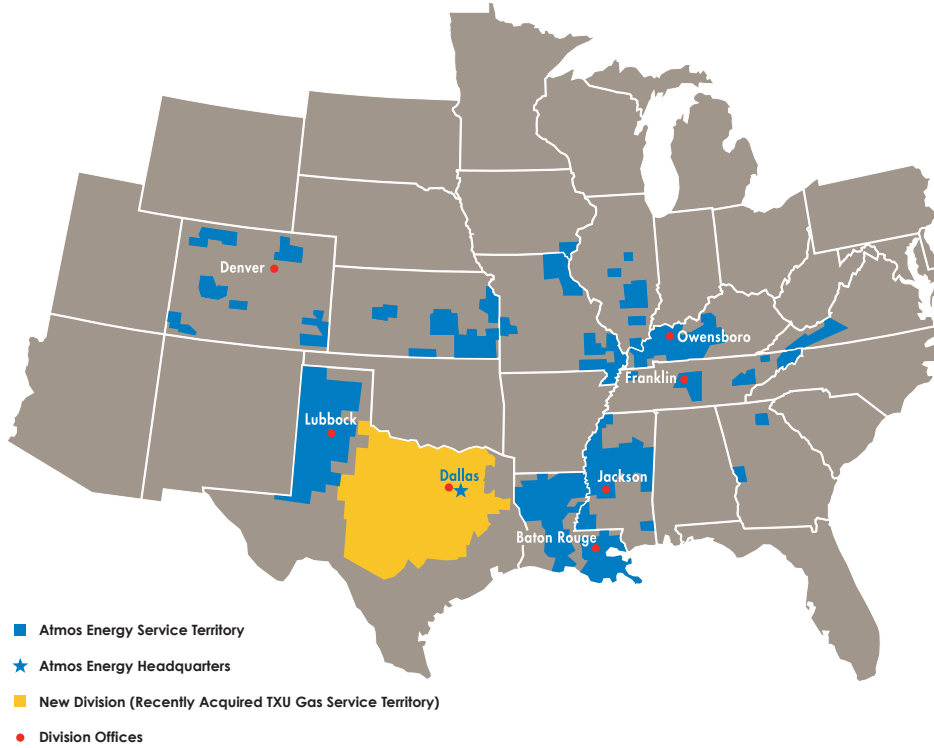 Denver
Owensboro
Franklin
Lubbock
Dallas
Jackson
Baton Rouge
Atmos Energy Service Territory
Atmos Energy Headquarters
New Division (Recently Acquired TXU Gas Service Territory)
Division Offices